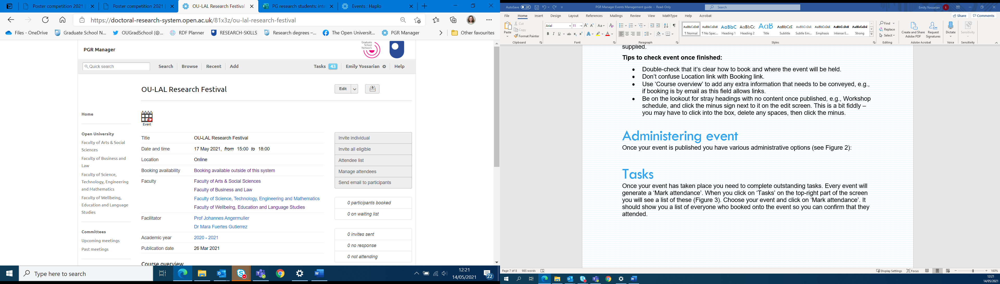 Poster competition 2021
Poster competition 2021
OU-LAL Research Festival
PG research students: inte
Events : Haplo
https://doctoral-research-system.open.ac.uk/81x3z/ou-lal-research-festival
Files - OneDrive
Graduate School N...
OUGradSchool (@...
RDF Planner
RESEARCH-SKILLS
Research degrees –...
The Open Universit...
PGR Manager
Other favourites
PGR Manager
Graduate
School
Network
Quick search
Search
Browse
Recent
Add
Tasks 43
Emily Yossarian
Help
OU-LAL Research Festival
Edit
Event
Home
Open University
Faculty of Arts & Social
Sciences
Faculty of Business and
Law
Faculty of Science,
Technology, Engineering
and Mathematics
Faculty of Wellbeing,
Education and Language
Studies
Committees
Upcoming meetings
Past meetings
Title OU-LAL Research Festival
Date and time 17 May 2021, from 15:00 to 18:00
Location Online
Booking availability Booking available outside of this system
Faculty Faculty of Arts & Social Sciences
Faculty of Business and Law
Faculty of Science, Technology, Engineering and Mathematics
Faculty of Wellbeing, Education and Language Studies
Facilitator Prof Johannes Angermuller
Dr Mara Fuertes Gutierrez
Academic year 2020 - 2021
Publication date 26 Mar 2021
Course overview
Invite individual
Invite all eligible
Attendee list
Manage attendees
Send email to participants
0 participants booked
0 on waiting list
0 invites sent
0 no response
0 not attending
Type here to search
12:21
14/05/2021
22
AutoSave Off
PGR Manager Events Management guide - Read-Only
Search
Emily.Yossarian E
File Home Insert Design Layout References Mailings Review View MathType Help Acrobat
Share Comments
Paste
Cut
Copy
Format Painter
Clipboard
Arial 11
Font
Paragraph
¶ Normal
¶ No Spac...
Heading 1
Heading 2
Title
Subtitle
Subtle Em...
Emphasis
Intense E...
Strong
Styles
Find
Replace
Select
Editing
Create and Share
Adobe PDF
Request
Signatures
Adobe Acrobat
Dictate
Voice
Sensitivity
Sensitivity
supplied.
Tips to check event once finished:
• Double-check that it’s clear how to book and where the event will be held.
• Don’t confuse Location link with Booking link.
• Use ‘Course overview’ to add any extra information that needs to be conveyed, e.g.,
if booking is by email as this field allows links.
• Be on the lookout for stray headings with no content once published, e.g., Workshop
schedule, and click the minus sign next to it on the edit screen. This is a bit fiddly –
you may have to click into the box, delete any spaces, then click the minus.
Administering event
Once your event is published you have various administrative options (see Figure 2):
Tasks
Once your event has taken place you need to complete outstanding tasks. Every event will
generate a ‘Mark attendance’. When you click on ‘Tasks’ on the top-right part of the screen
you will see a list of these (Figure 3). Choose your event and click on ‘Mark attendance’. It
should show you a list of everyone who booked onto the event so you can confirm that they
attended.
Page 7 of 8 985 words
Display Settings Focus
160%
12:21
14/05/2021